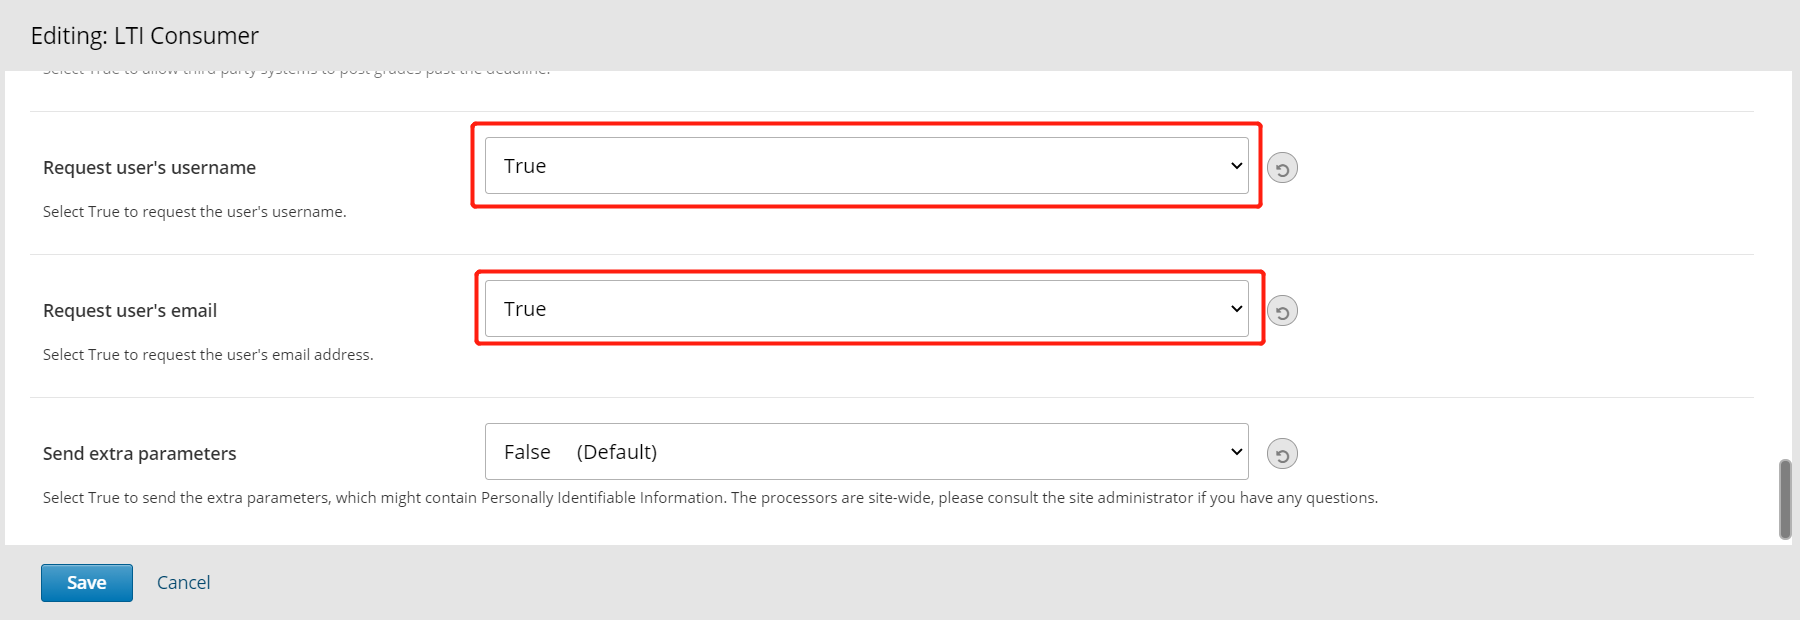 Editing: LTI Consumer
Select True to allow third party systems to post grades past the deadline.
Request user's username
True
Select True to request the user's username.
Request user's email
True
Select True to request the user's email address.
Send extra parameters
False (Default)
Select True to send the extra parameters, which might contain Personally Identifiable Information. The processors are site-wide, please consult the site administrator if you have any questions.
Save
Cancel